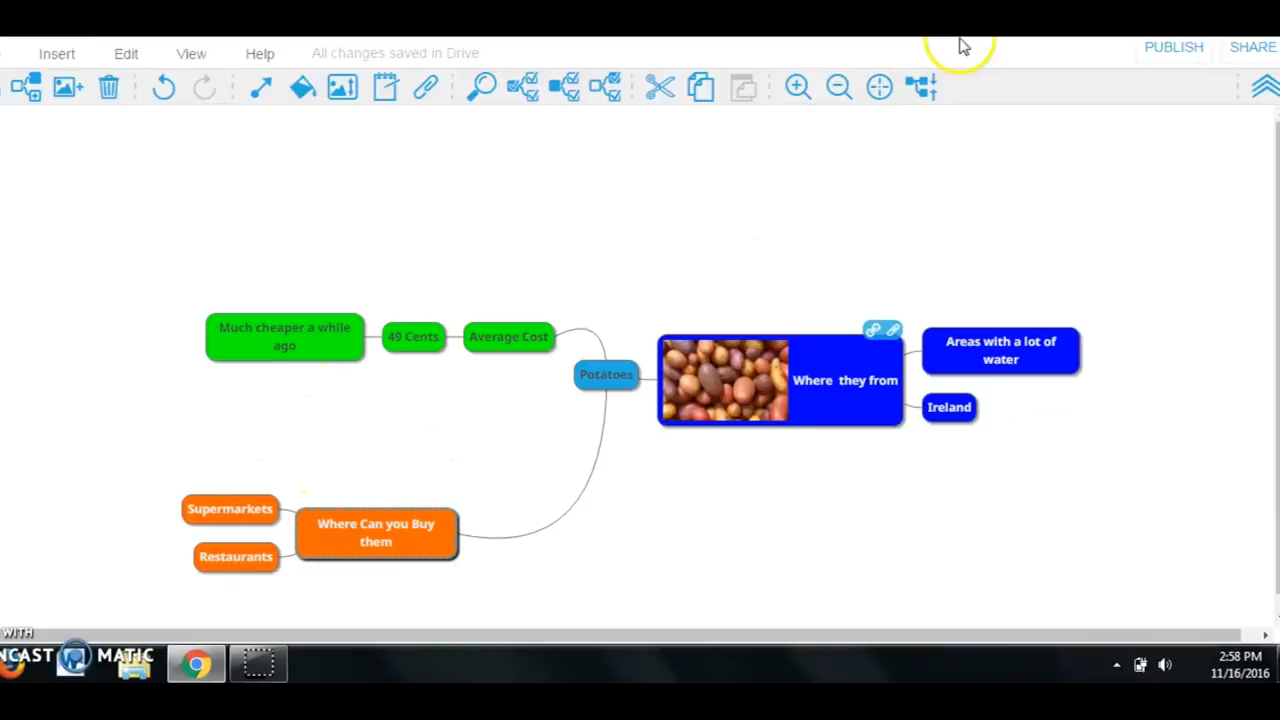 Insert Edit View Help All changes saved in Drive PUBLISH SHARE
Much cheaper a while
ago
49 Cents
Average Cost
Potatoes
Where  they from
Areas with a lot of
water
Ireland
Supermarkets
Restaurants
Where Can you Buy
them
WITH
NCAST MATIC
2:58 PM
11/16/2016